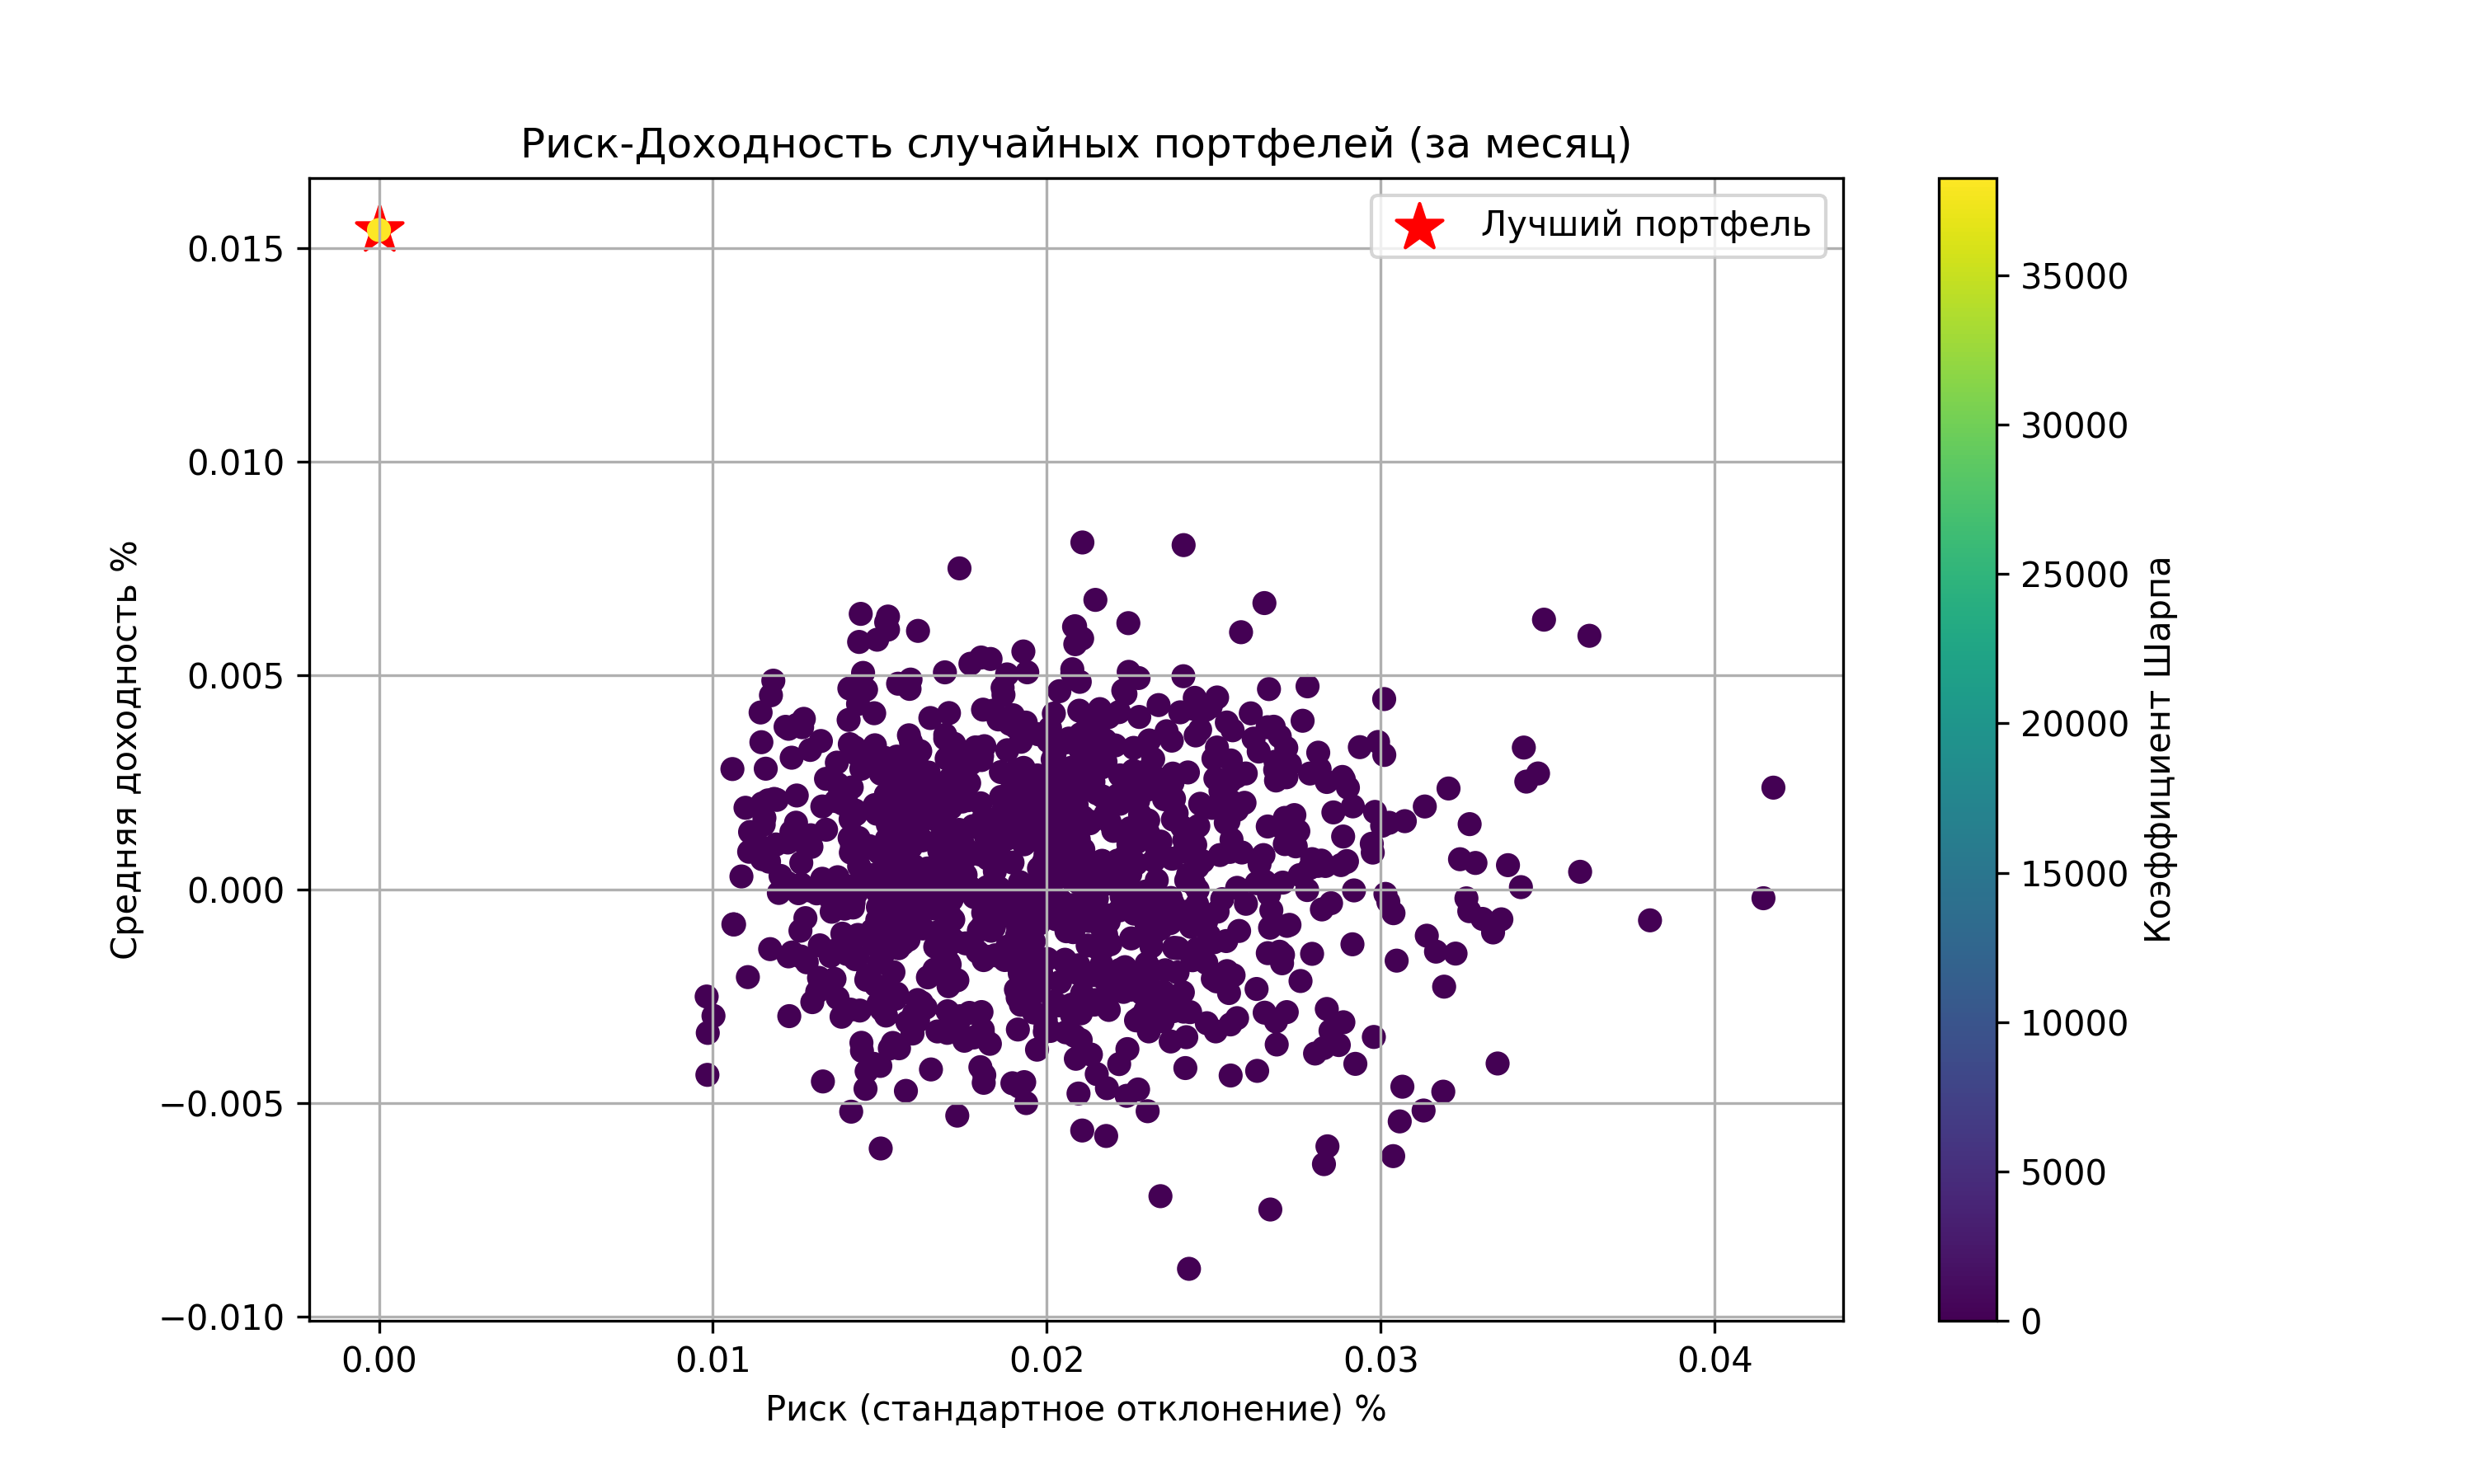 Риск-Доходность случайных портфелей (за месяц)
Лучший портфель
Средняя доходность %
0.015
0.010
0.005
0.000
−0.005
−0.010
0.00 0.01 0.02 0.03 0.04
Риск (стандартное отклонение) %
35000
30000
25000
20000
15000
10000
5000
0
Коэффициент Шарпа